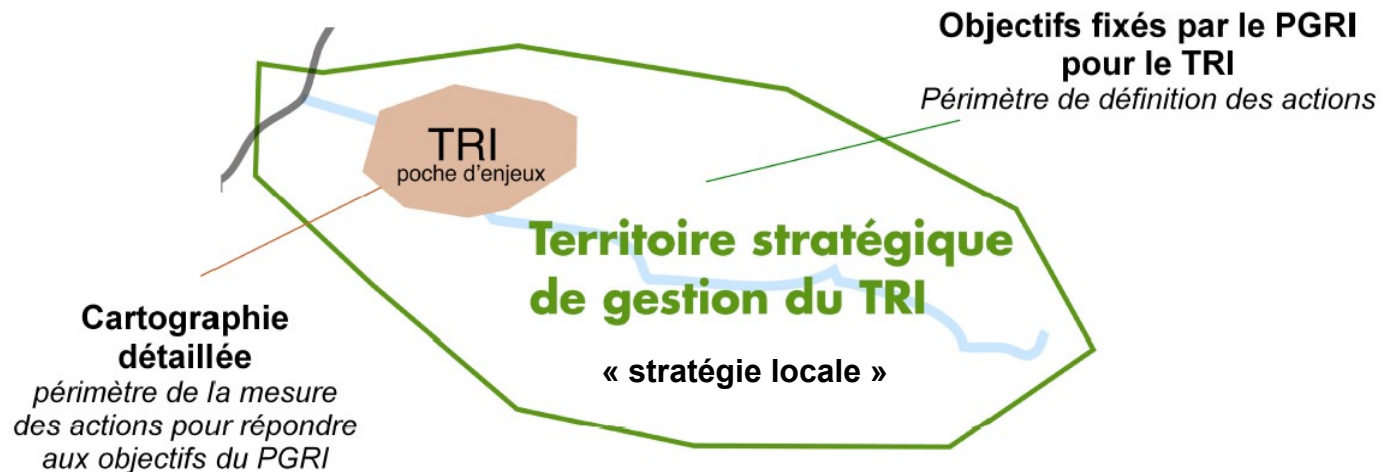 Objectifs fixés par le PGRI
pour le TRI
Périmètre de définition des actions
TRI
poche d'enjeux
Territoire stratégique
de gestion du TRI
« stratégie locale »
Cartographie
détaillée
périmètre de la mesure
des actions pour répondre
aux objectifs du PGRI